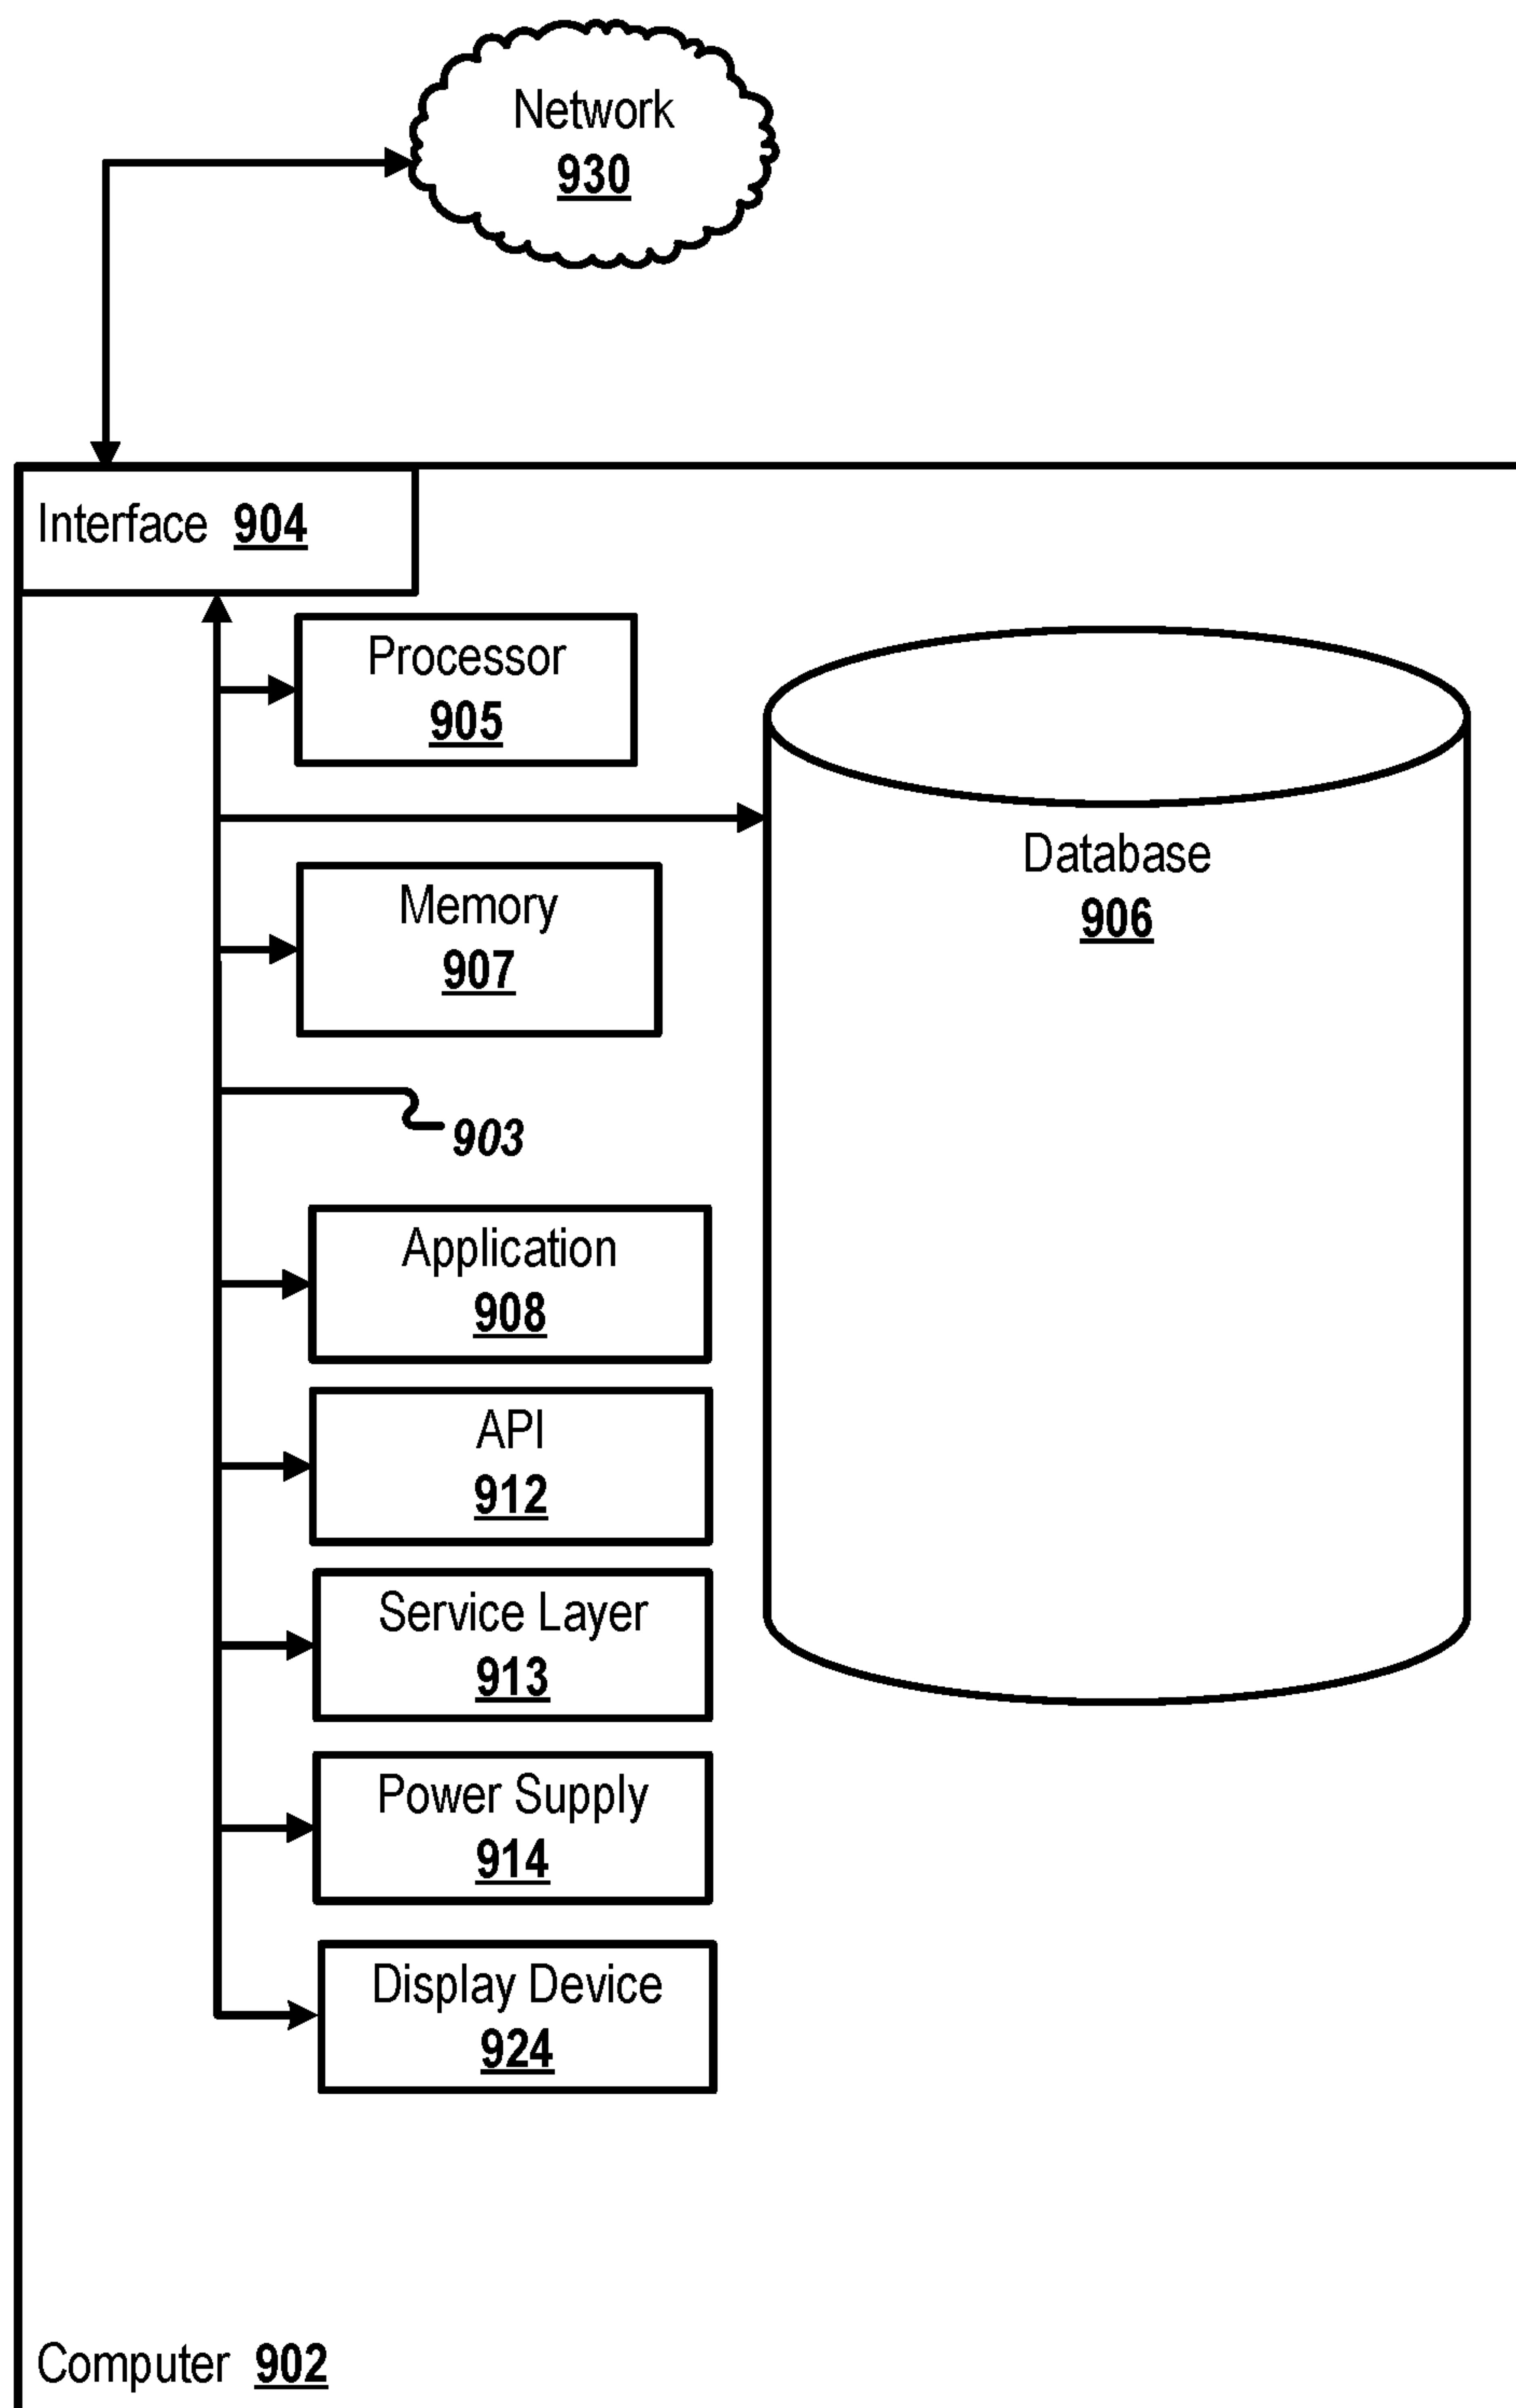 Network
930
Interface 904
Processor
905
Database
906
Memory
907
903
Application
908
API
912
Service Layer
913
Power Supply
914
Display Device
924
Computer 902